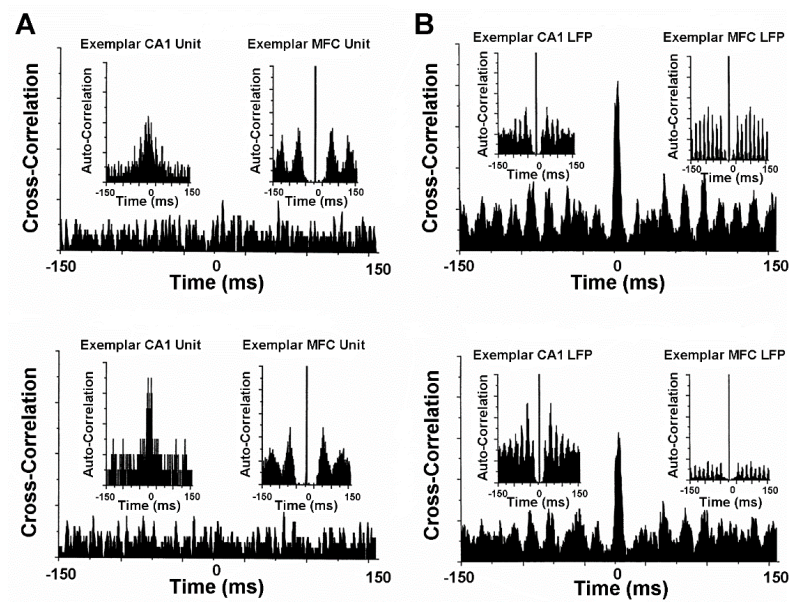 A
B
Exemplar CA1 Unit
Exemplar MFC Unit
Auto-Correlation
-150 0 150
Time (ms)
Auto-Correlation
-150 0 150
Time (ms)
Cross-Correlation
-150 0 150
Time (ms)
Exemplar CA1 LFP
Exemplar MFC LFP
Auto-Correlation
-150 0 150
Time (ms)
Auto-Correlation
-150 0 150
Time (ms)
Cross-Correlation
-150 0 150
Time (ms)
Exemplar CA1 Unit
Exemplar MFC Unit
Auto-Correlation
-150 0 150
Time (ms)
Auto-Correlation
-150 0 150
Time (ms)
Cross-Correlation
-150 0 150
Time (ms)
Exemplar CA1 LFP
Exemplar MFC LFP
Auto-Correlation
-150 0 150
Time (ms)
Auto-Correlation
-150 0 150
Time (ms)
Cross-Correlation
-150 0 150
Time (ms)